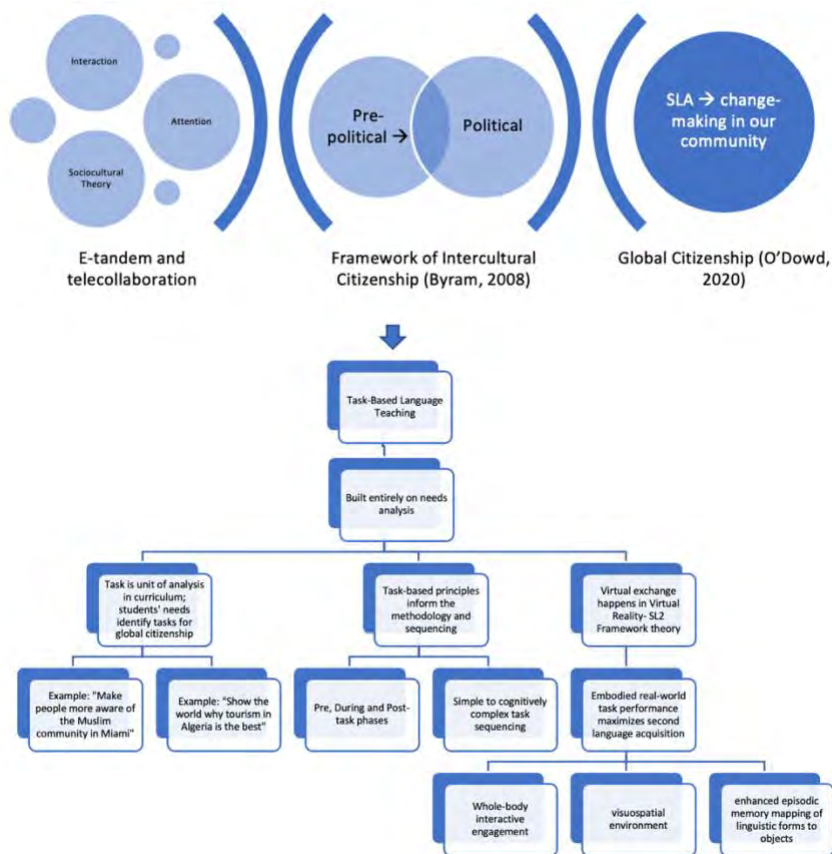 Interaction
Attention
Sociocultural
Theory
E-tandem and
telecollaboration
Pre-
political →
Political
Framework of Intercultural
Citizenship (Byram, 2008)
SLA → change-
making in our
community
Global Citizenship (O'Dowd,
2020)
Task-Based Language
Teaching
Built entirely on needs
analysis
Task is unit of analysis
in curriculum;
students' needs
identify tasks for
global citizenship
Task-based principles
inform the
methodology and
sequencing
Virtual exchange
happens in Virtual
Reality- SL2
Framework theory
Example: "Make
people more aware of
the Muslim
community in Miami"
Example: "Show the
world why tourism in
Algeria is the best"
Pre, During and Post-
task phases
Simple to cognitively
complex task
sequencing
Embodied real-world
task performance
maximizes second
language acquisition
Whole-body
interactive
engagement
visuospatial
environment
enhanced episodic
memory mapping of
linguistic forms to
objects